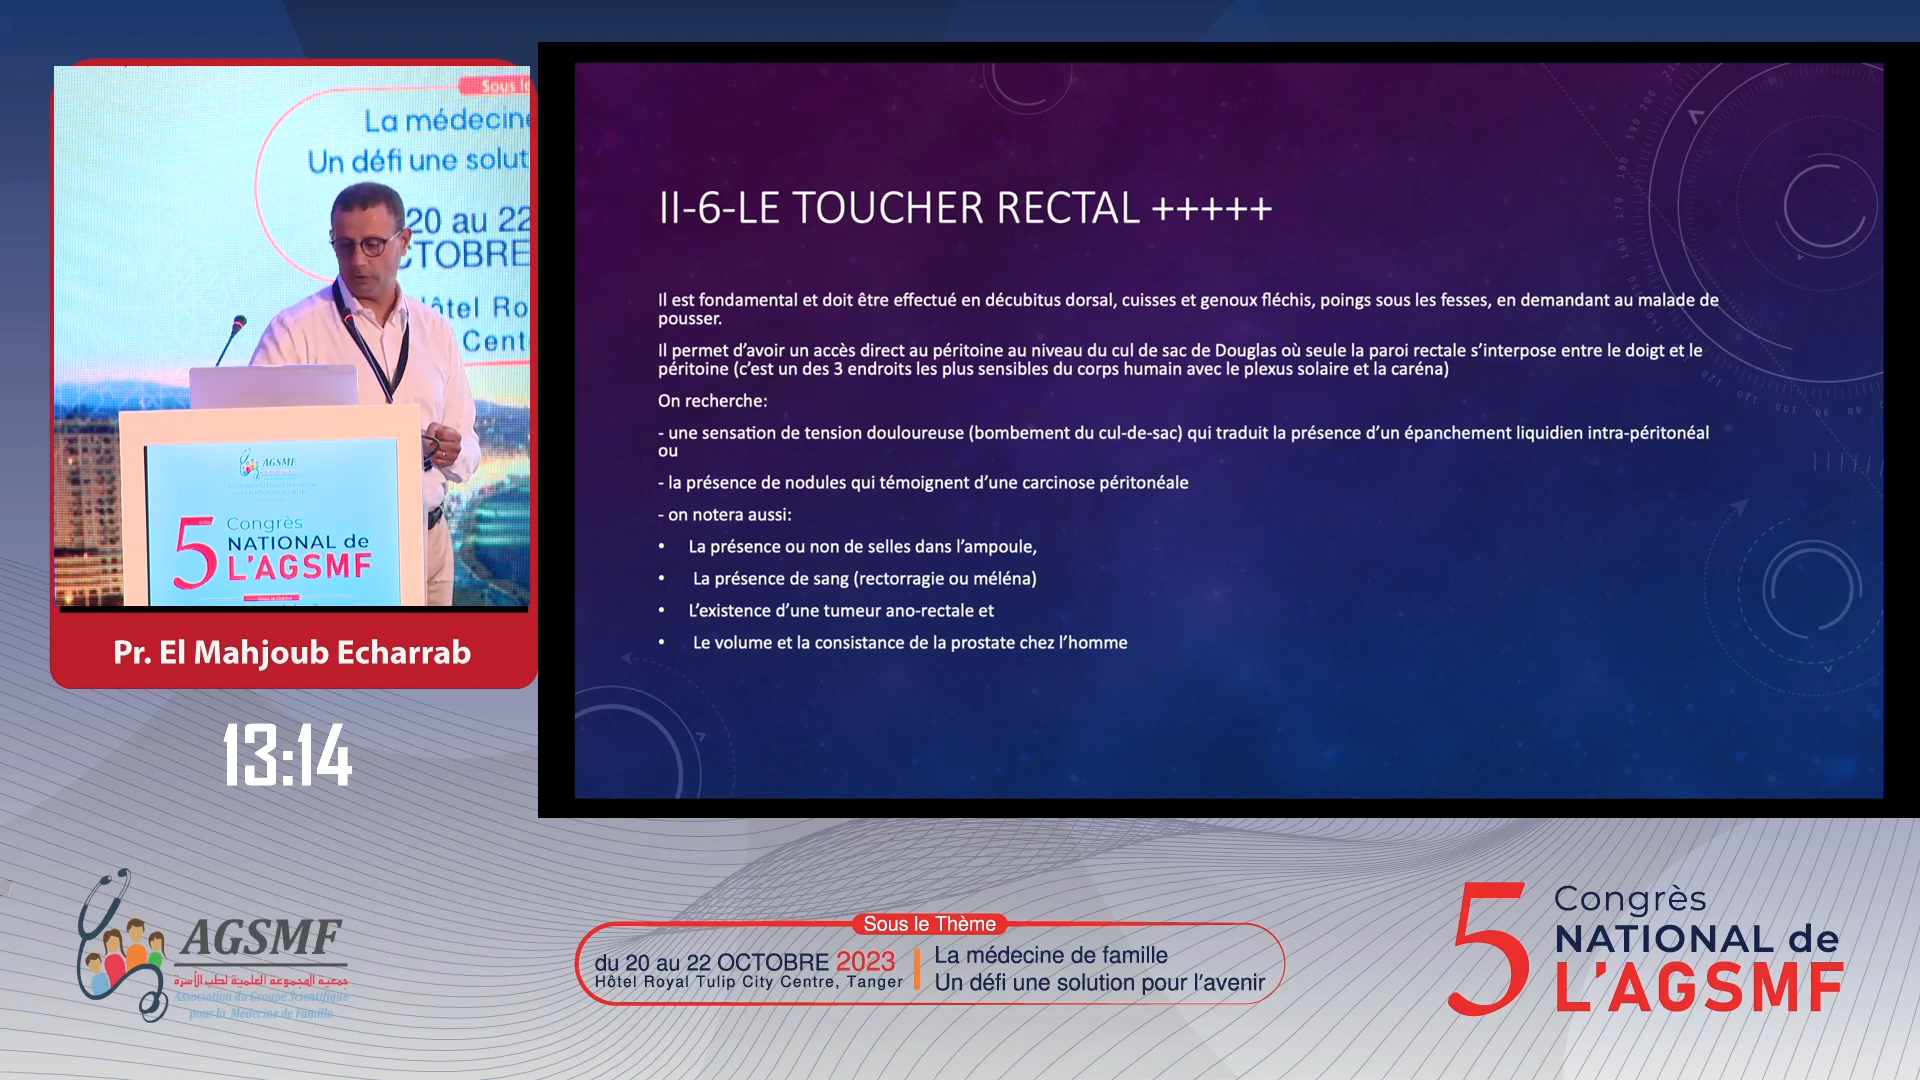 Sous le
La médecine
Un défi une solut
20 au 22
CTOBRE
ôtel Ro
Cent
AGSMF
5
Congrès
NATIONAL de
L'AGSMF
Pr. El Mahjoub Echarrab
13:14
II-6-LE TOUCHER RECTAL +++++
Il est fondamental et doit être effectué en décubitus dorsal, cuisses et genoux fléchis, poings sous les fesses, en demandant au malade de
pousser.
Il permet d'avoir un accès direct au péritoine au niveau du cul de sac de Douglas où seule la paroi rectale s'interpose entre le doigt et le
péritoine (c'est un des 3 endroits les plus sensibles du corps humain avec le plexus solaire et la caréna)
On recherche:
- une sensation de tension douloureuse (bombement du cul-de-sac) qui traduit la présence d'un épanchement liquidien intra-péritonéal
ou
- la présence de nodules qui témoignent d'une carcinose péritonéale
- on notera aussi:
• La présence ou non de selles dans l'ampoule,
• La présence de sang (rectorragie ou méléna)
• L'existence d'une tumeur ano-rectale et
• Le volume et la consistance de la prostate chez l'homme
AGSMF
جمعية المجموعة العلمية لطب الأسرة
Association du Groupe Scientifique
pour la Médecine de Famille
Sous le Thème
du 20 au 22 OCTOBRE 2023
Hôtel Royal Tulip City Centre, Tanger
La médecine de famille
Un défi une solution pour l'avenir
5
Congrès
NATIONAL de
L'AGSMF